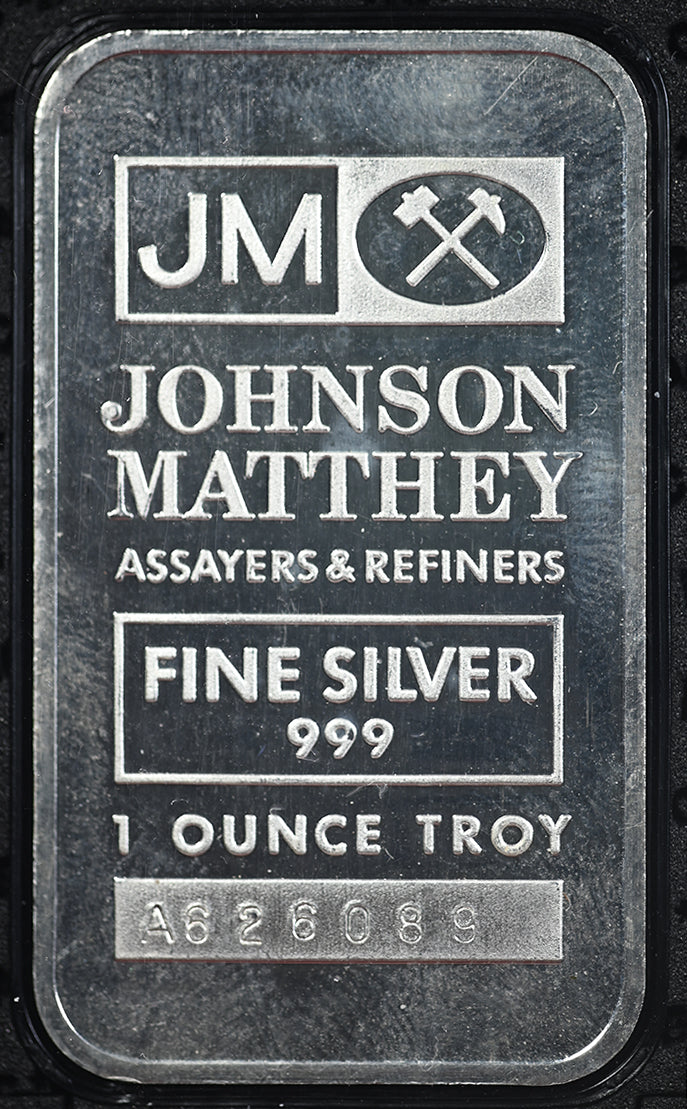 JM
JOHNSON
MATTHEY
ASSAYERS & REFINERS
FINE SILVER
999
1 OUNCE TROY
A626089